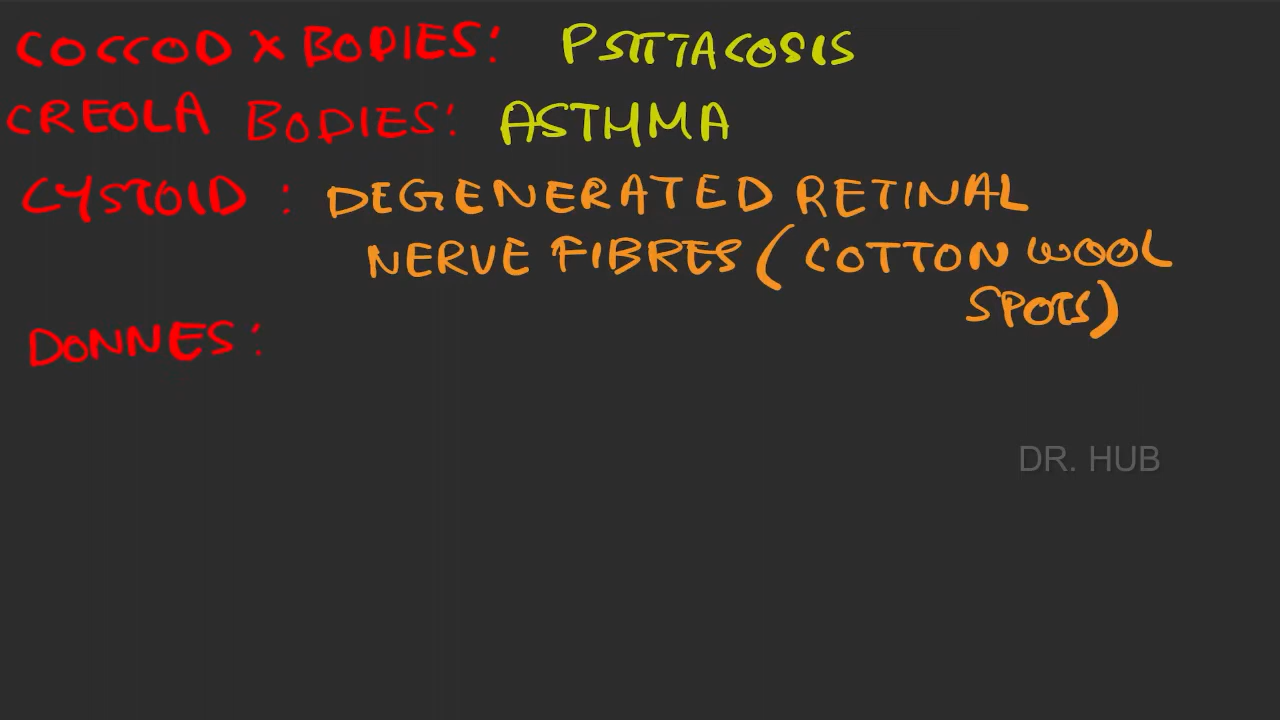 COCCOD X BODIES: PSITTACOSIS
CREOLA BODIES: ASTHMA
CYSTOID : DEGENERATED RETINAL
NERVE FIBRES (COTTON WOOL
SPOTS)
DONNES:
DR. HUB